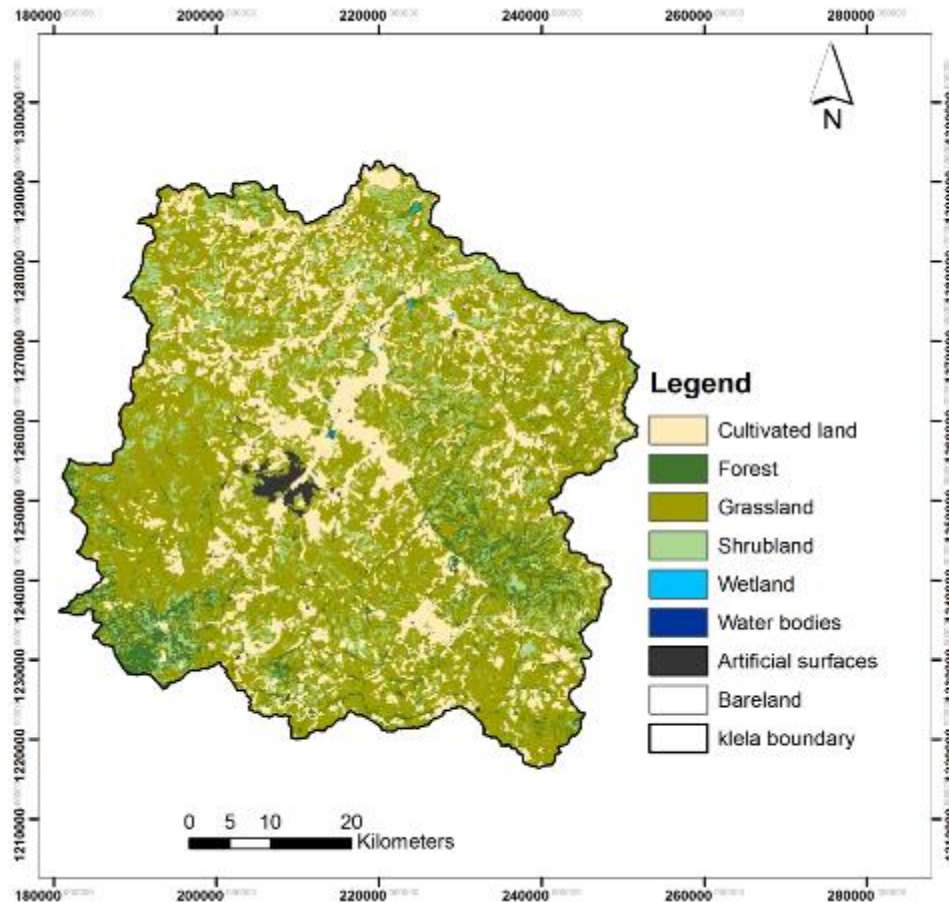 180000 200000 220000 240000 260000 280000
1300000
1290000
1280000
1270000
1260000
1250000
1240000
1230000
1220000
1210000
N
Legend
Cultivated land
Forest
Grassland
Shrubland
Wetland
Water bodies
Artificial surfaces
Bareland
klela boundary
0 5 10 20
Kilometers
180000 200000 220000 240000 260000 280000